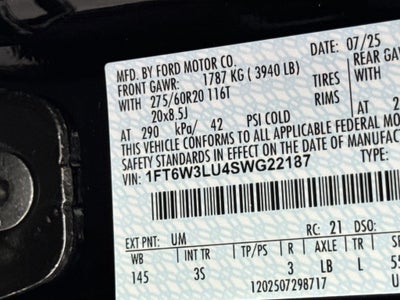 MFD. BY FORD MOTOR CO. DATE: 07/25
FRONT GAWR: 1787 KG ( 3940 LB) REAR GAW
WITH 275/60R20 116T TIRES WITH
20x8.5J RIMS
AT 290 kPa/ 42 PSI COLD AT 2
THIS VEHICLE CONFORMS TO ALL APPLICABLE FEDERAL MO
SAFETY STANDARDS IN EFFECT ON THE DATE OF MANUFACTU
VIN: 1FT6W3LU4SWG22187 TYPE:
EXT PNT: UM RC: 21 DSO:
WB INT TR TP/PS R AXLE TR
145 3S 3 LB L 55
1202507298717